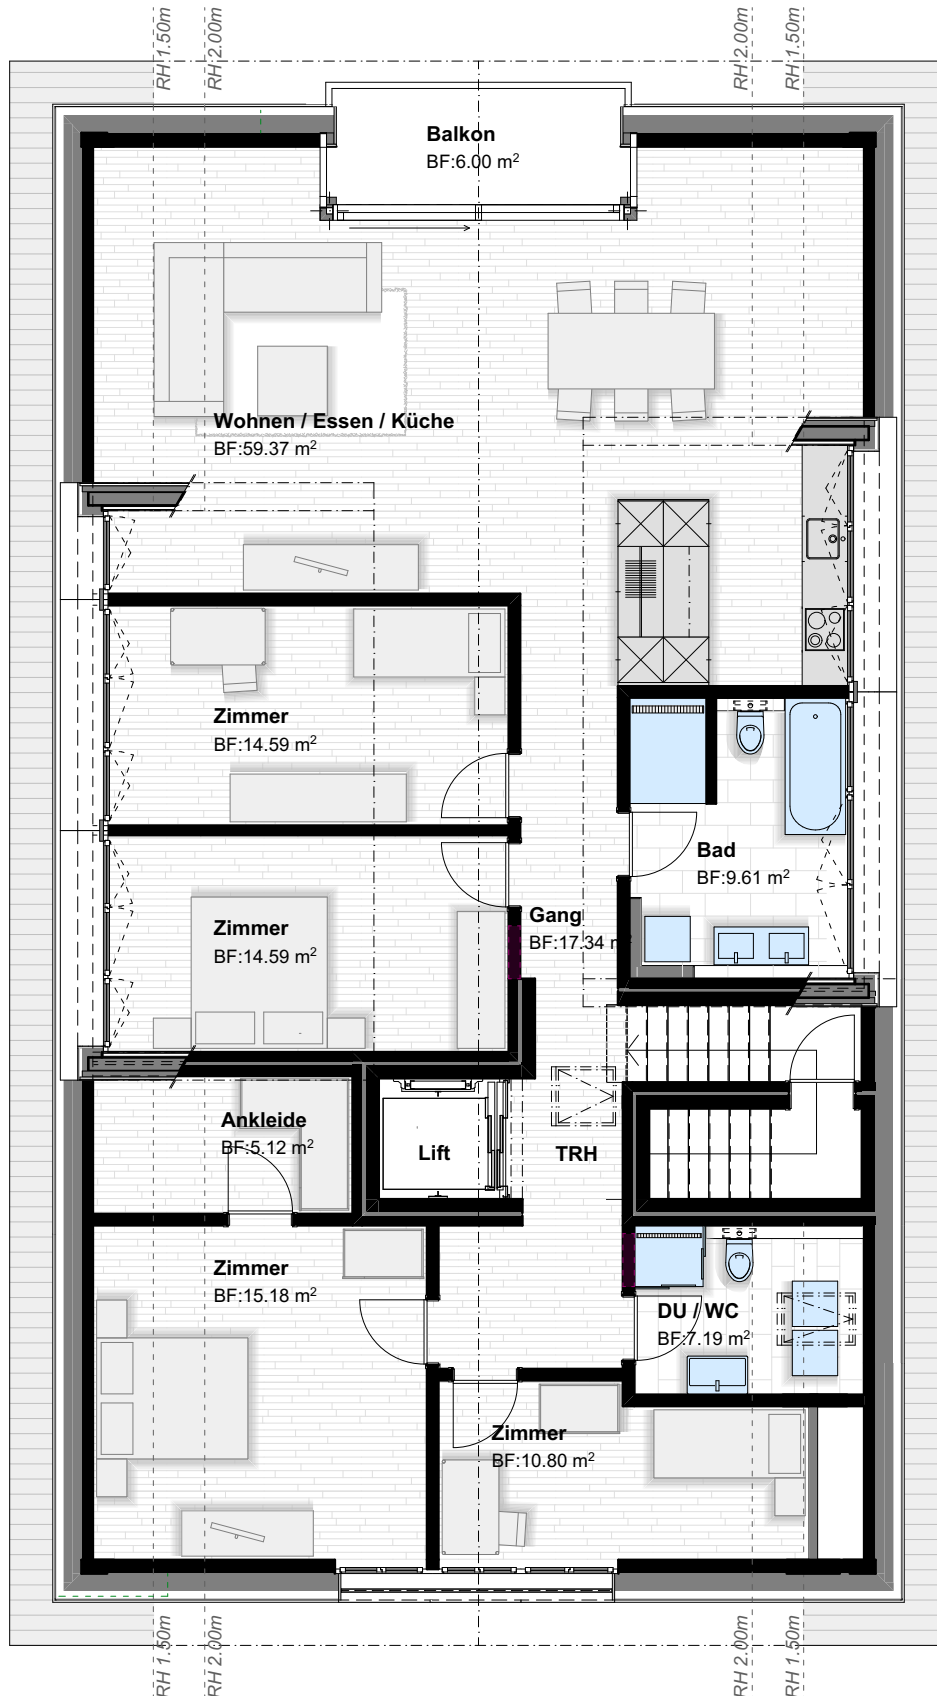 RH 1.50m
RH 2.00m
RH 2.00m
RH 1.50m
Balkon
BF:6.00 m²
Wohnen / Essen / Küche
BF:59.37 m²
Zimmer
BF:14.59 m²
Bad
BF:9.61 m²
Zimmer
BF:14.59 m²
Gang
BF:17.34 m
Ankleide
BF:5.12 m²
Lift
TRH
Zimmer
BF:15.18 m²
DU / WC
BF:7.19 m²
Zimmer
BF:10.80 m²
RH 1.50m
RH 2.00m
RH 2.00m
RH 1.50m